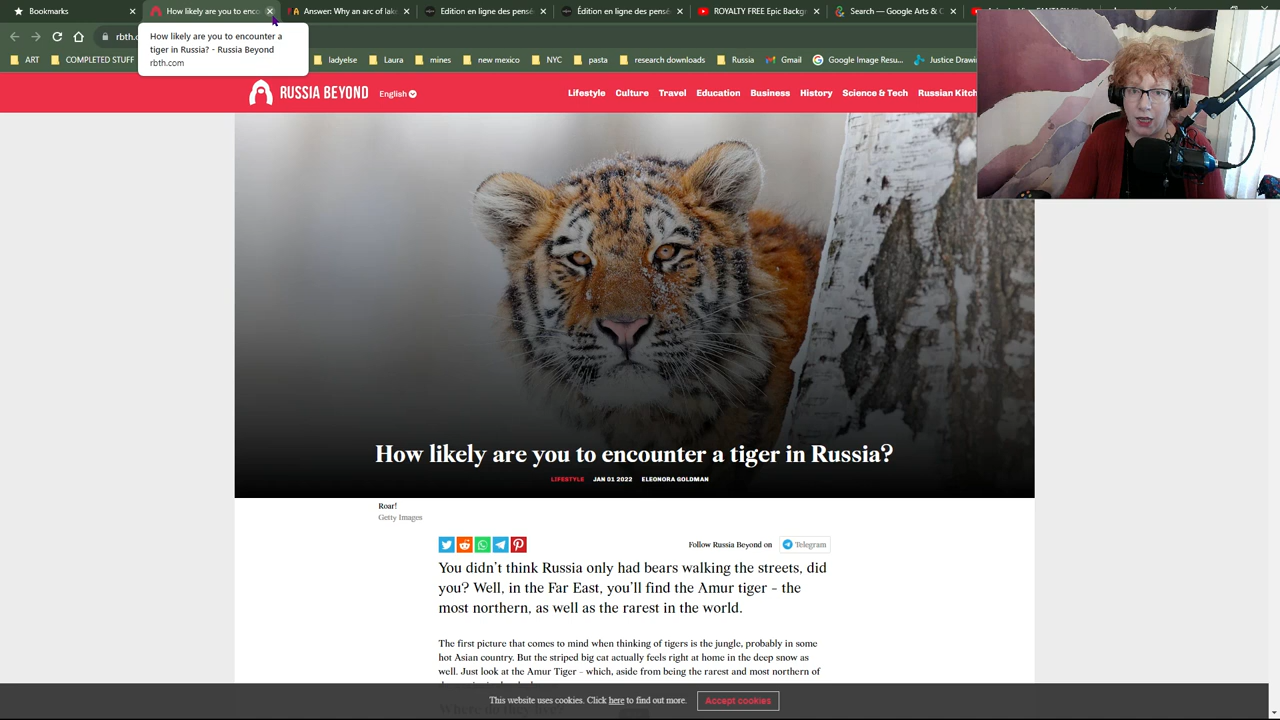 Bookmarks
How likely are you to enco
Answer: Why an arc of lak
Edition en ligne des pensé
Édition en ligne des pensé
ROYALTY FREE Epic Backg
Search — Google Arts & C
How likely are you to encounter a
tiger in Russia? - Russia Beyond
rbth.com
rbth.c
ART
COMPLETED STUFF
ladyelse
Laura
mines
new mexico
NYC
pasta
research downloads
Russia
Gmail
Google Image Resu...
Justice Drawi
RUSSIA BEYOND
English
Lifestyle
Culture
Travel
Education
Business
History
Science & Tech
Russian Kitch
How likely are you to encounter a tiger in Russia?
LIFESTYLE JAN 01 2022 ELEONORA GOLDMAN
Roar!
Getty Images
Follow Russia Beyond on
Telegram
You didn't think Russia only had bears walking the streets, did
you? Well, in the Far East, you'll find the Amur tiger – the
most northern, as well as the rarest in the world.
The first picture that comes to mind when thinking of tigers is the jungle, probably in some
hot Asian country. But the striped big cat actually feels right at home in the deep snow as
well. Just look at the Amur Tiger – which, aside from being the rarest and most northern of
This website uses cookies. Click here to find out more.
Accept cookies